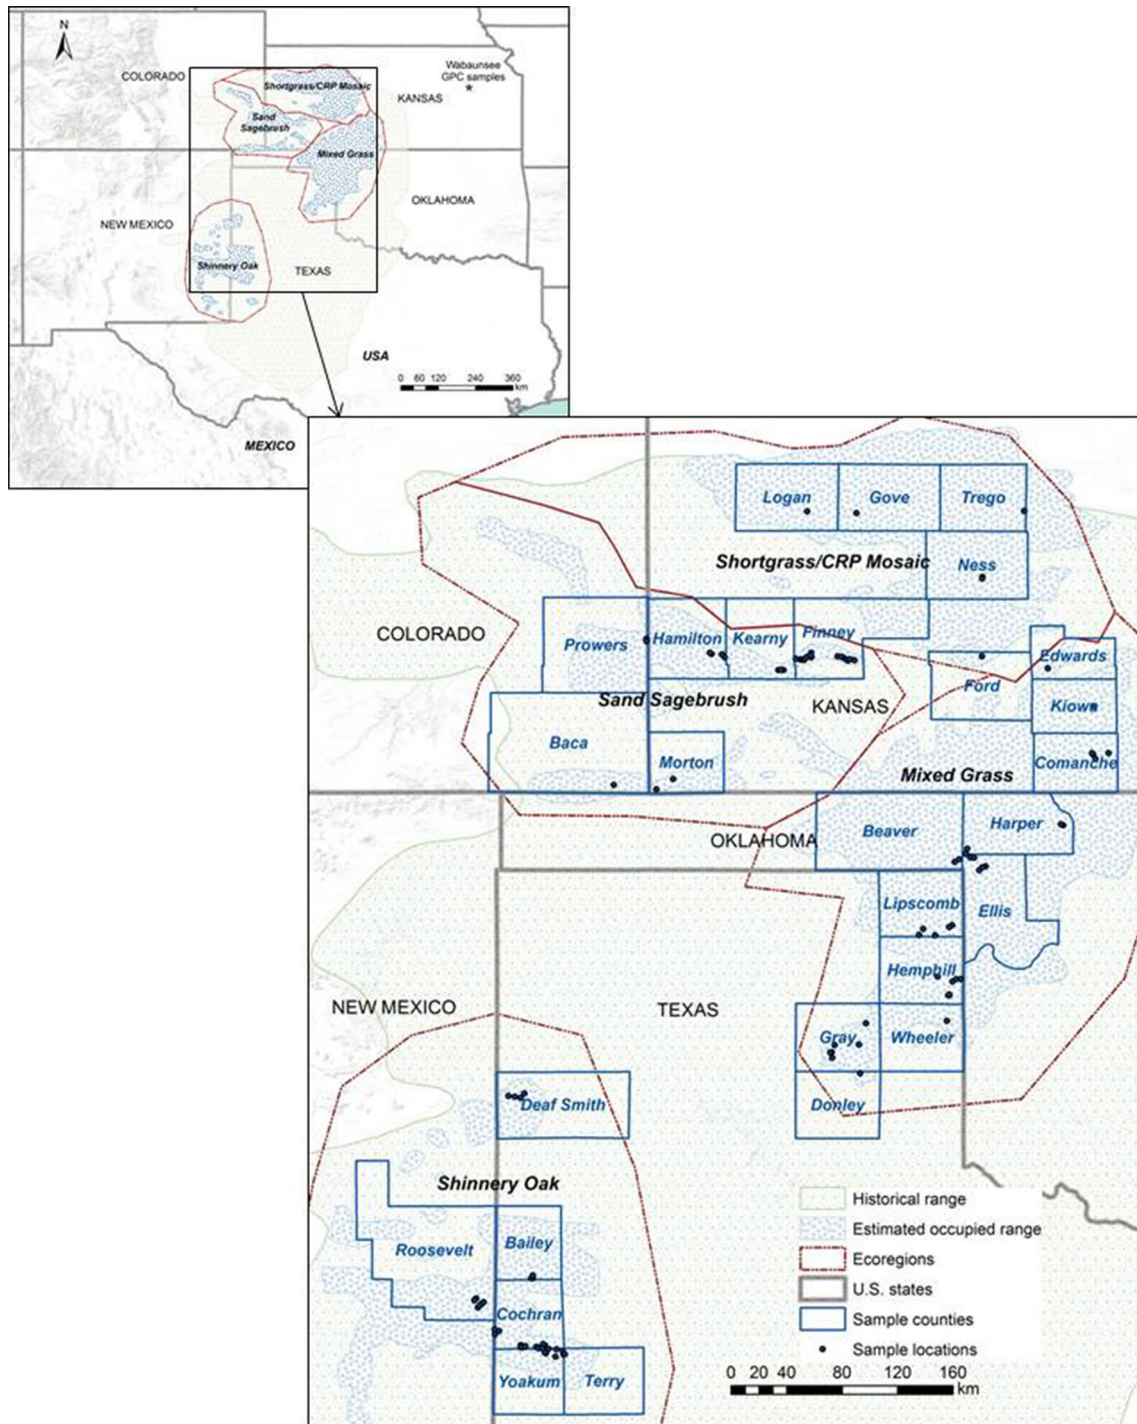 N
COLORADO
Shortgrass/CRP Mosaic
Wabaunsee
GPC samples
KANSAS
Sand
Sagebrush
Mixed Grass
OKLAHOMA
NEW MEXICO
Shinnery Oak
TEXAS
USA
0 60 120 240 360
km
MEXICO
Logan
Gove
Trego
Shortgrass/CRP Mosaic
Ness
COLORADO
Prowers
Hamilton
Kearny
Finney
Edwards
Ford
Sand Sagebrush
KANSAS
Kiowa
Baca
Morton
Mixed Grass
Comanche
OKLAHOMA
Beaver
Harper
Lipscomb
Ellis
Hemphill
NEW MEXICO
TEXAS
Gray
Wheeler
Deaf Smith
Donley
Shinnery Oak
Roosevelt
Bailey
Cochran
Yoakum
Terry
Historical range
Estimated occupied range
Ecoregions
U.S. states
Sample counties
Sample locations
0 20 40 80 120 160
km